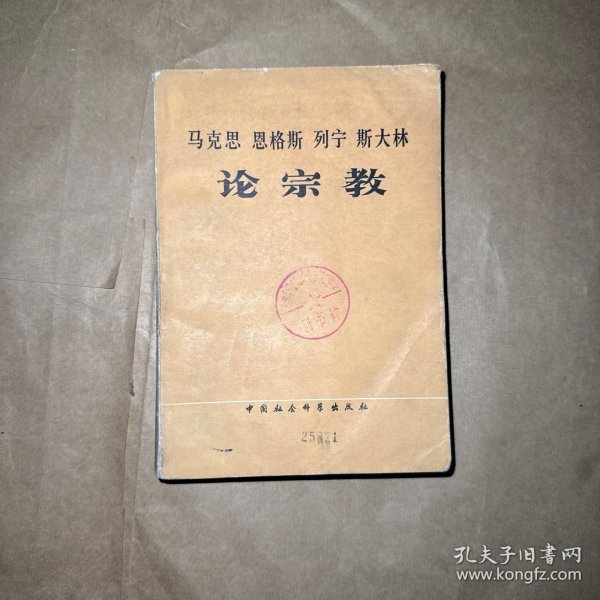 马克思 恩格斯 列宁 斯大林
论宗教
中国社会科学出版社
孔夫子旧書网
www.kongfz.com